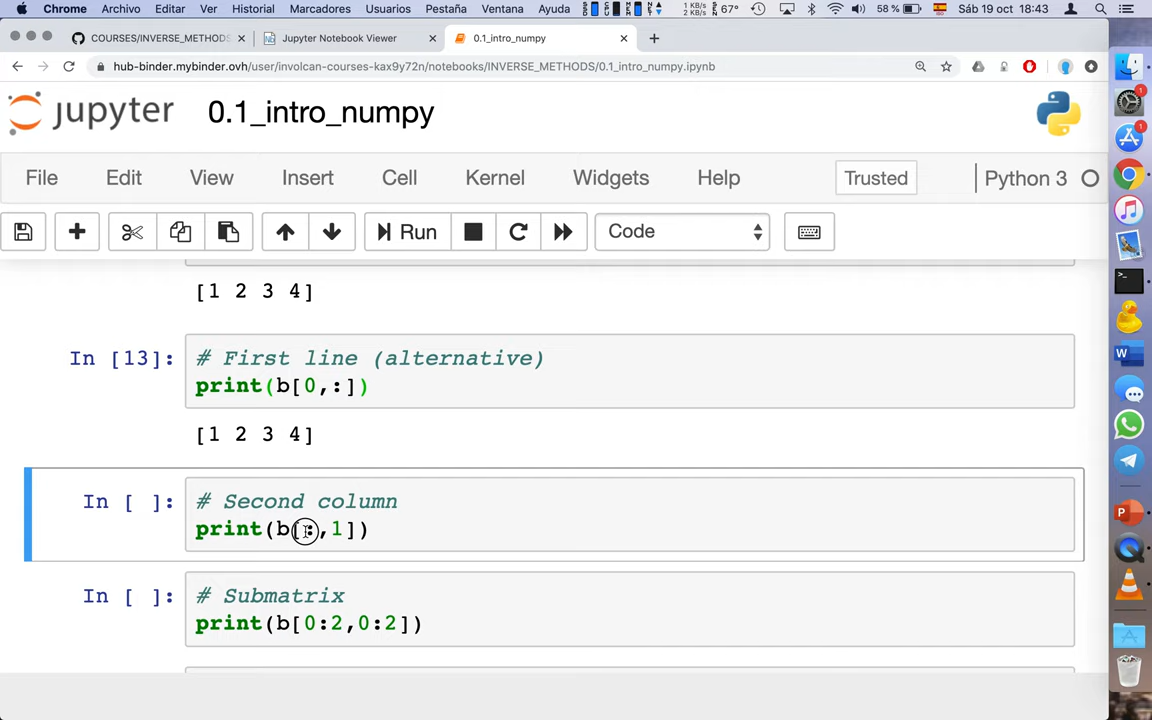 Chrome Archivo Editar Ver Historial Marcadores Usuarios Pestaña Ventana Ayuda 1 KB/s 2 KB/s 67° 58 % Sáb 19 oct 18:43
COURSES/INVERSE_METHODS Jupyter Notebook Viewer 0.1_intro_numpy
hub-binder.mybinder.ovh/user/involcan-courses-kax9y72n/notebooks/INVERSE_METHODS/0.1_intro_numpy.ipynb
jupyter 0.1_intro_numpy
File Edit View Insert Cell Kernel Widgets Help Trusted Python 3
Run Code
[1 2 3 4]
In [13]: # First line (alternative)
print(b[0,:])
[1 2 3 4]
In [ ]: # Second column
print(b[:,1])
In [ ]: # Submatrix
print(b[0:2,0:2])